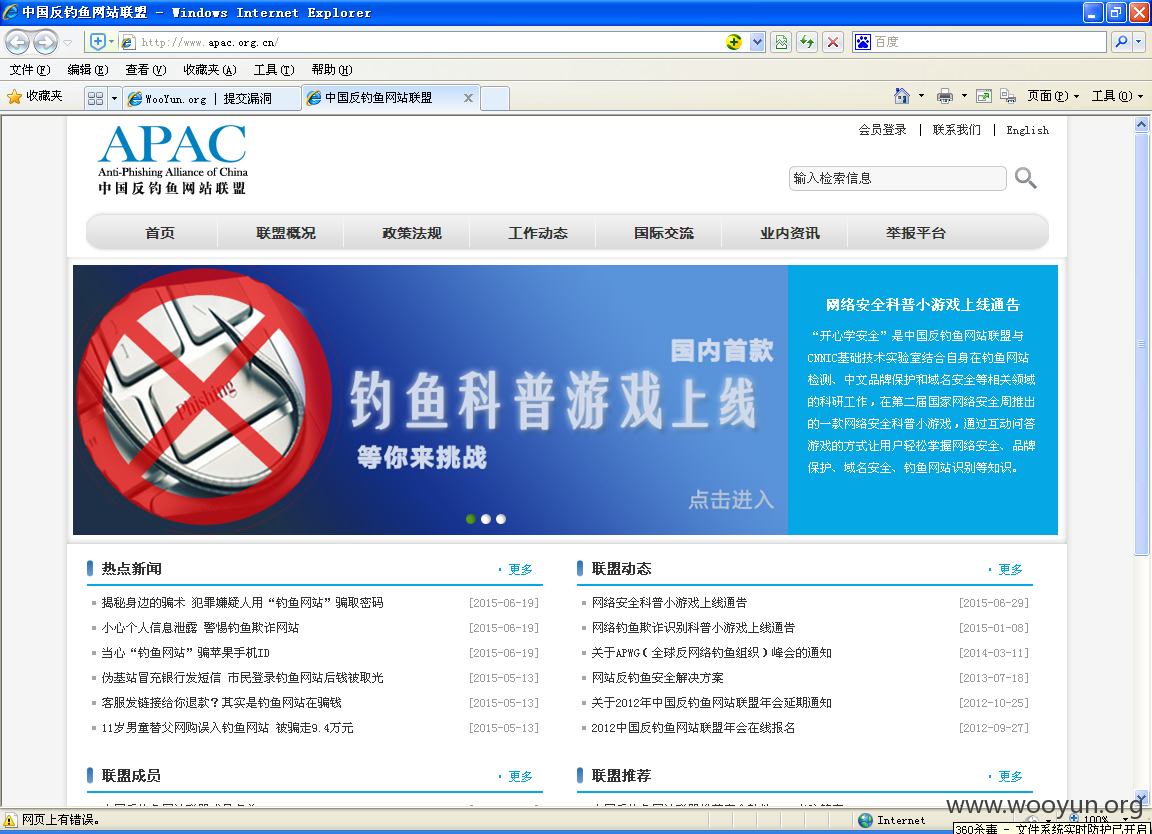 中国反钓鱼网站联盟 - Windows Internet Explorer
http://www.apac.org.cn/
百度
文件(F) 编辑(E) 查看(V) 收藏夹(A) 工具(T) 帮助(H)
收藏夹
WooYun.org | 提交漏洞
中国反钓鱼网站联盟
页面(P)
工具(O)
会员登录 | 联系我们 | English
APAC
Anti-Phishing Alliance of China
中国反钓鱼网站联盟
输入检索信息
首页 联盟概况 政策法规 工作动态 国际交流 业内资讯 举报平台
Phishing
国内首款
钓鱼科普游戏上线
等你来挑战
点击进入
网络安全科普小游戏上线通告
“开心学安全”是中国反钓鱼网站联盟与
CNNIC基础技术实验室结合自身在钓鱼网站
检测、中文品牌保护和域名安全等相关领域
的科研工作，在第二届国家网络安全周推出
的一款网络安全科普小游戏，通过互动问答
游戏的方式让用户轻松掌握网络安全、品牌
保护、域名安全、钓鱼网站识别等知识。
热点新闻
· 更多
揭秘身边的骗术 犯罪嫌疑人用“钓鱼网站”骗取密码 [2015-06-19]
小心个人信息泄露 警惕钓鱼欺诈网站 [2015-06-19]
当心“钓鱼网站”骗苹果手机ID [2015-06-19]
伪基站冒充银行发短信 市民登录钓鱼网站后钱被取光 [2015-05-13]
客服发链接给你退款？其实是钓鱼网站在骗钱 [2015-05-13]
11岁男童替父网购误入钓鱼网站 被骗走9.4万元 [2015-05-13]
联盟动态
· 更多
网络安全科普小游戏上线通告 [2015-06-29]
网络钓鱼欺诈识别科普小游戏上线通告 [2015-01-08]
关于APWG（全球反网络钓鱼组织）峰会的通知 [2014-03-11]
网站反钓鱼安全解决方案 [2013-07-18]
关于2012年中国反钓鱼网站联盟年会延期通知 [2012-10-25]
2012中国反钓鱼网站联盟年会在线报名 [2012-09-27]
联盟成员
· 更多
联盟推荐
· 更多
www.wooyun.org
网页上有错误。
Internet
100%
360杀毒 - 文件系统实时防护已开启